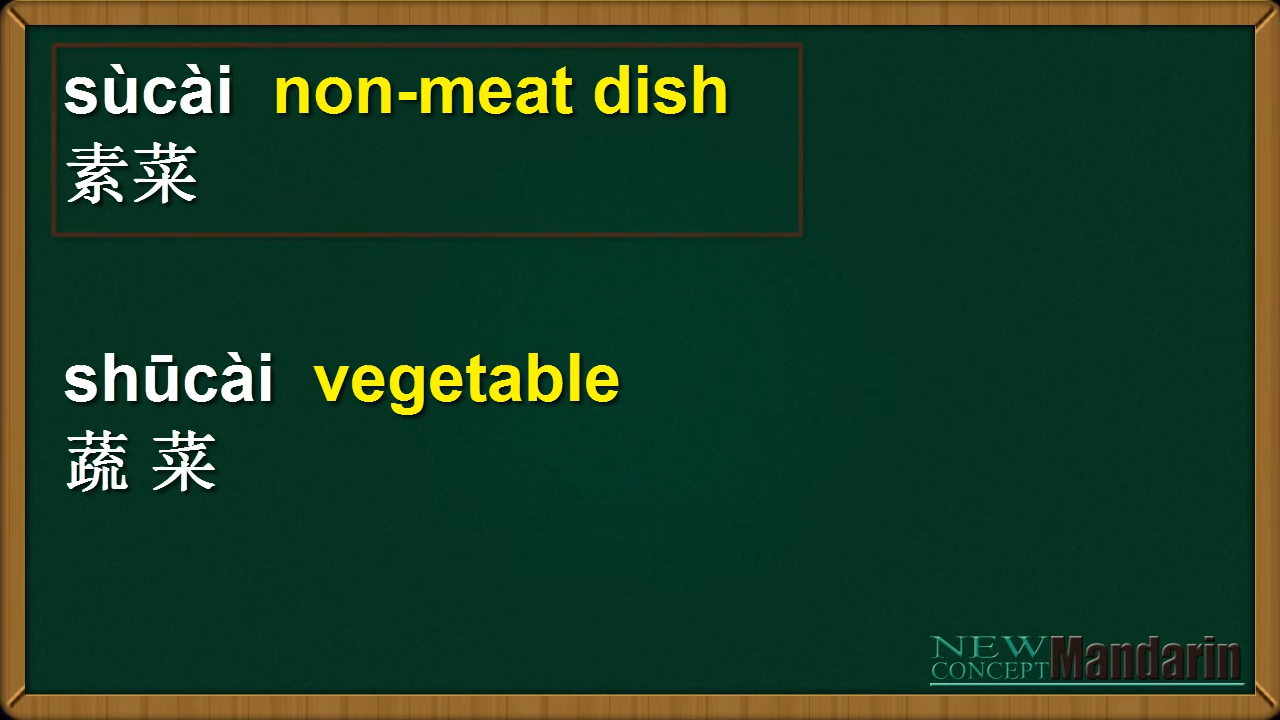 sùcài non-meat dish
素菜
shūcài vegetable
蔬 菜
NEW
CONCEPT Mandarin